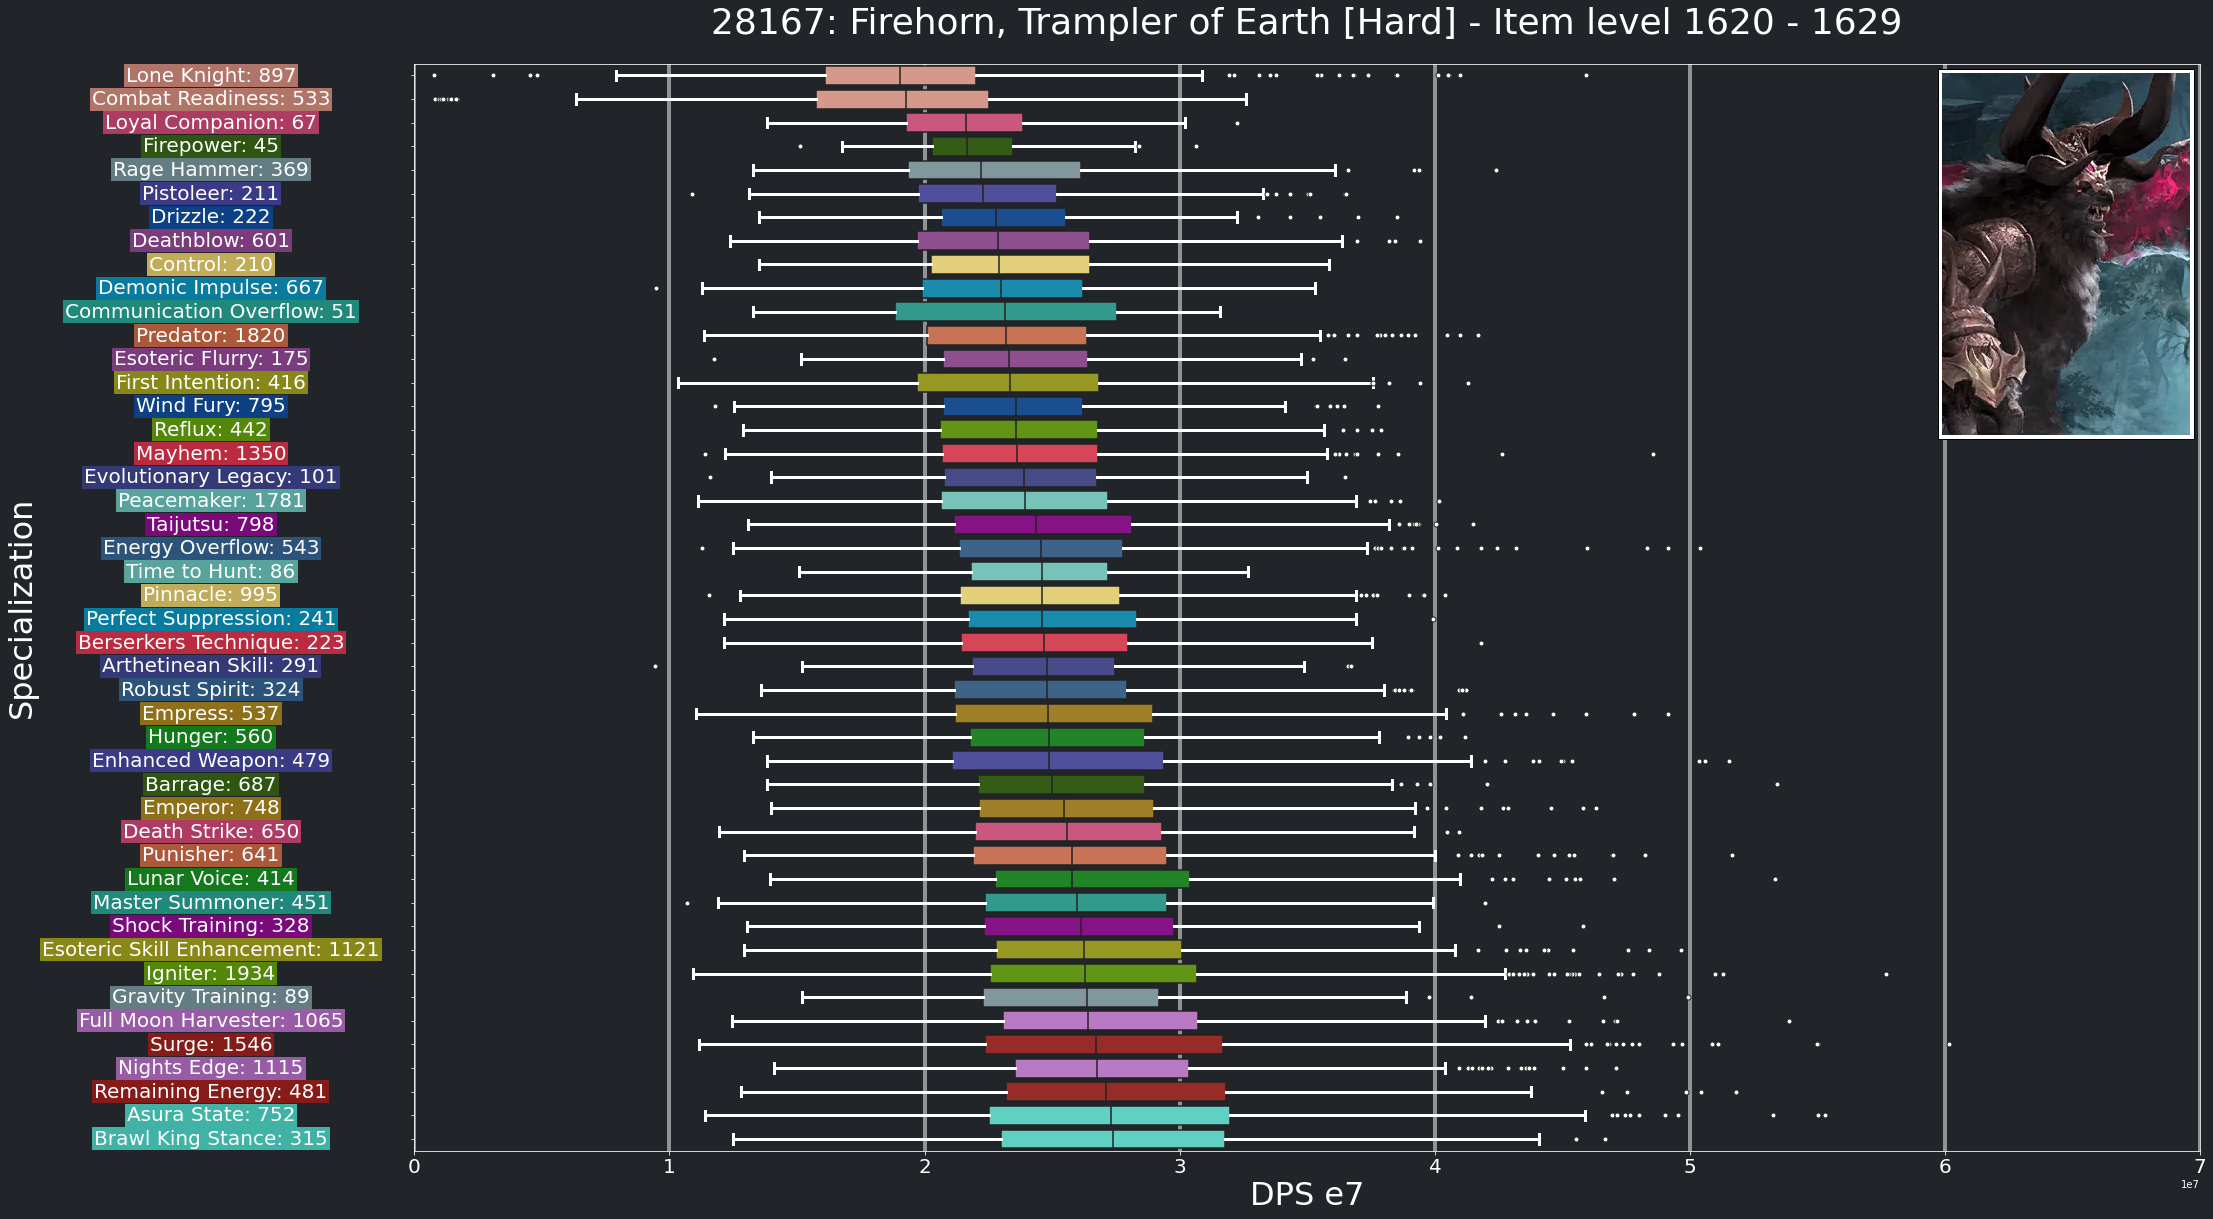 28167: Firehorn, Trampler of Earth [Hard] - Item level 1620 - 1629
Lone Knight: 897
Combat Readiness: 533
Loyal Companion: 67
Firepower: 45
Rage Hammer: 369
Pistoleer: 211
Drizzle: 222
Deathblow: 601
Control: 210
Demonic Impulse: 667
Communication Overflow: 51
Predator: 1820
Esoteric Flurry: 175
First Intention: 416
Wind Fury: 795
Reflux: 442
Mayhem: 1350
Evolutionary Legacy: 101
Peacemaker: 1781
Taijutsu: 798
Energy Overflow: 543
Time to Hunt: 86
Pinnacle: 995
Perfect Suppression: 241
Berserkers Technique: 223
Arthetinean Skill: 291
Robust Spirit: 324
Empress: 537
Hunger: 560
Enhanced Weapon: 479
Barrage: 687
Emperor: 748
Death Strike: 650
Punisher: 641
Lunar Voice: 414
Master Summoner: 451
Shock Training: 328
Esoteric Skill Enhancement: 1121
Igniter: 1934
Gravity Training: 89
Full Moon Harvester: 1065
Surge: 1546
Nights Edge: 1115
Remaining Energy: 481
Asura State: 752
Brawl King Stance: 315
Specialization
0 1 2 3 4 5 6 7
1e7
DPS e7